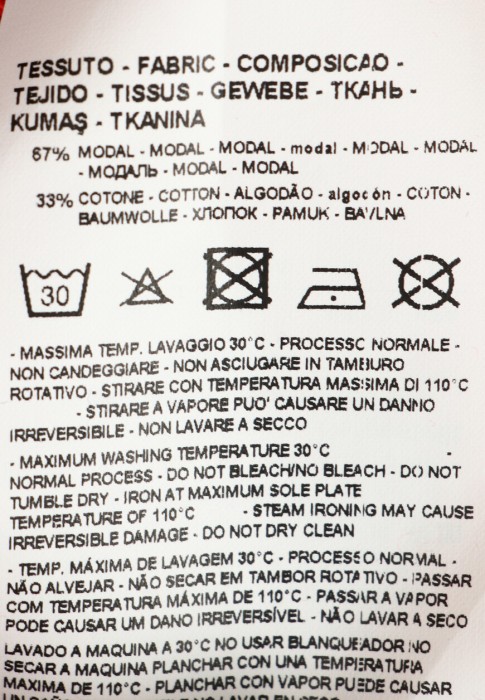 TESSUTO - FABRIC - COMPOSICAO -
TEJIDO - TISSUS - GEWEBE - ТКАНЬ -
KUMAŞ - TKANINA
67% MODAL - MODAL - MODAL - modal - MODAL - MODAL
- МОДАЛЬ - MODAL - MODAL
33% COTONE - COTTON - ALGODÃO - algocón - COTON -
BAUMWOLLE - ХЛОПОК - PAMUK - BAWLNA
30
- MASSIMA TEMP. LAVAGGIO 30°C - PROCESSO NORMALE -
NON CANDEGGIARE - NON ASCIUGARE IN TAMBURO
ROTATIVO - STIRARE CON TEMPERATURA MASSIMA DI 110°C
- STIRARE A VAPORE PUO' CAUSARE UN DANNO
IRREVERSIBILE - NON LAVARE A SECCO
- MAXIMUM WASHING TEMPERATURE 30°C -
NORMAL PROCESS - DO NOT BLEACH/NO BLEACH - DO NOT
TUMBLE DRY - IRON AT MAXIMUM SOLE PLATE
TEMPERATURE OF 110°C - STEAM IRONING MAY CAUSE
IRREVERSIBLE DAMAGE - DO NOT DRY CLEAN
- TEMP. MÁXIMA DE LAVAGEM 30°C - PROCESSO NORMAL -
NÃO ALVEJAR - NÃO SECAR EM TAMBOR ROTATIVO - PASSAR
COM TEMPERATURA MÁXIMA DE 110°C - PASSAR A VAPOR
PODE CAUSAR UM DANO IRREVERSÍVEL - NÃO LAVAR A SECO
LAVADO A MAQUINA A 30°C NO USAR BLANQUEADOR NO
SECAR A MAQUINA PLANCHAR CON UNA TEMPERATURA
MAXIMA DE 110°C - PLANCHAR CON VAPOR PUEDE CAUSAR